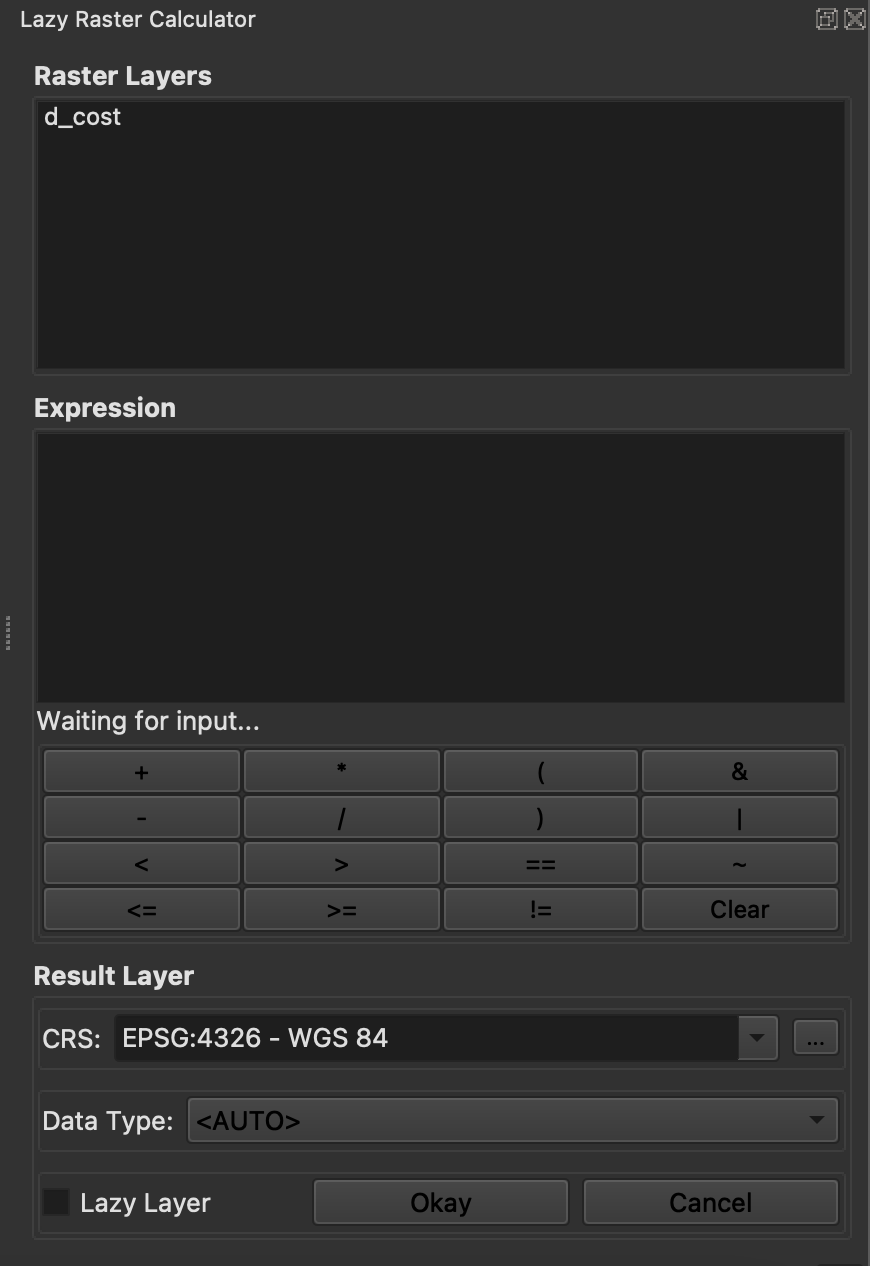 Lazy Raster Calculator
Raster Layers
d_cost
Expression
Waiting for input...
+ * ( &
- / ) |
< > == ~
<= >= != Clear
Result Layer
CRS: EPSG:4326 - WGS 84 ...
Data Type: <AUTO>
Lazy Layer Okay Cancel